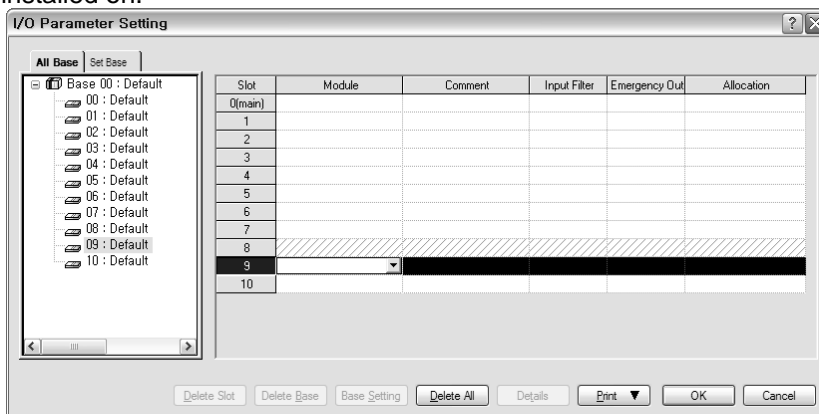 installed on.
I/O Parameter Setting
All Base Set Base
Base 00 : Default
00 : Default
01 : Default
02 : Default
03 : Default
04 : Default
05 : Default
06 : Default
07 : Default
08 : Default
09 : Default
10 : Default
Slot Module Comment Input Filter Emergency Out Allocation
0(main)
1
2
3
4
5
6
7
8
9
10
Delete Slot Delete Base Base Setting Delete All Details Print ▼ OK Cancel